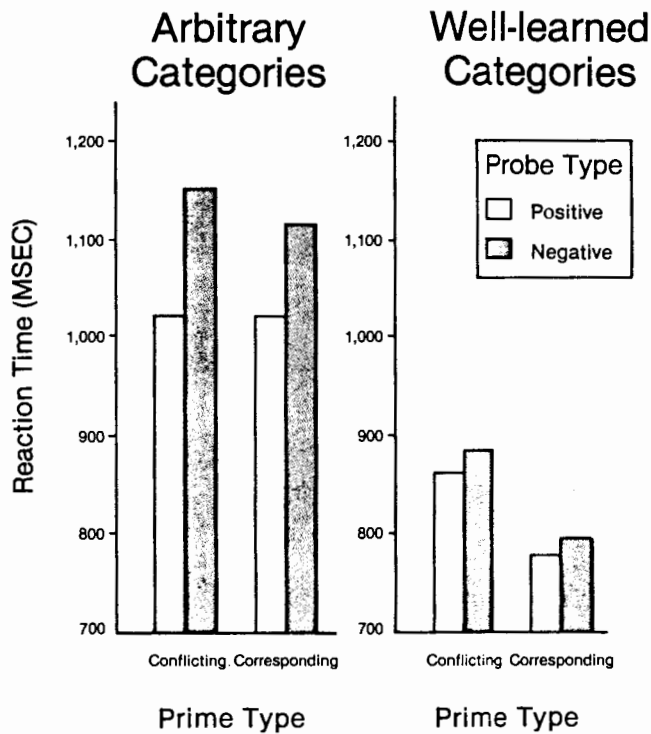 Arbitrary
Categories
Well-learned
Categories
Reaction Time (MSEC)
1,200
1,100
1,000
900
800
700
Conflicting. Corresponding
Prime Type
1,200
1,100
1,000
900
800
700
Probe Type
Positive
Negative
Conflicting Corresponding
Prime Type